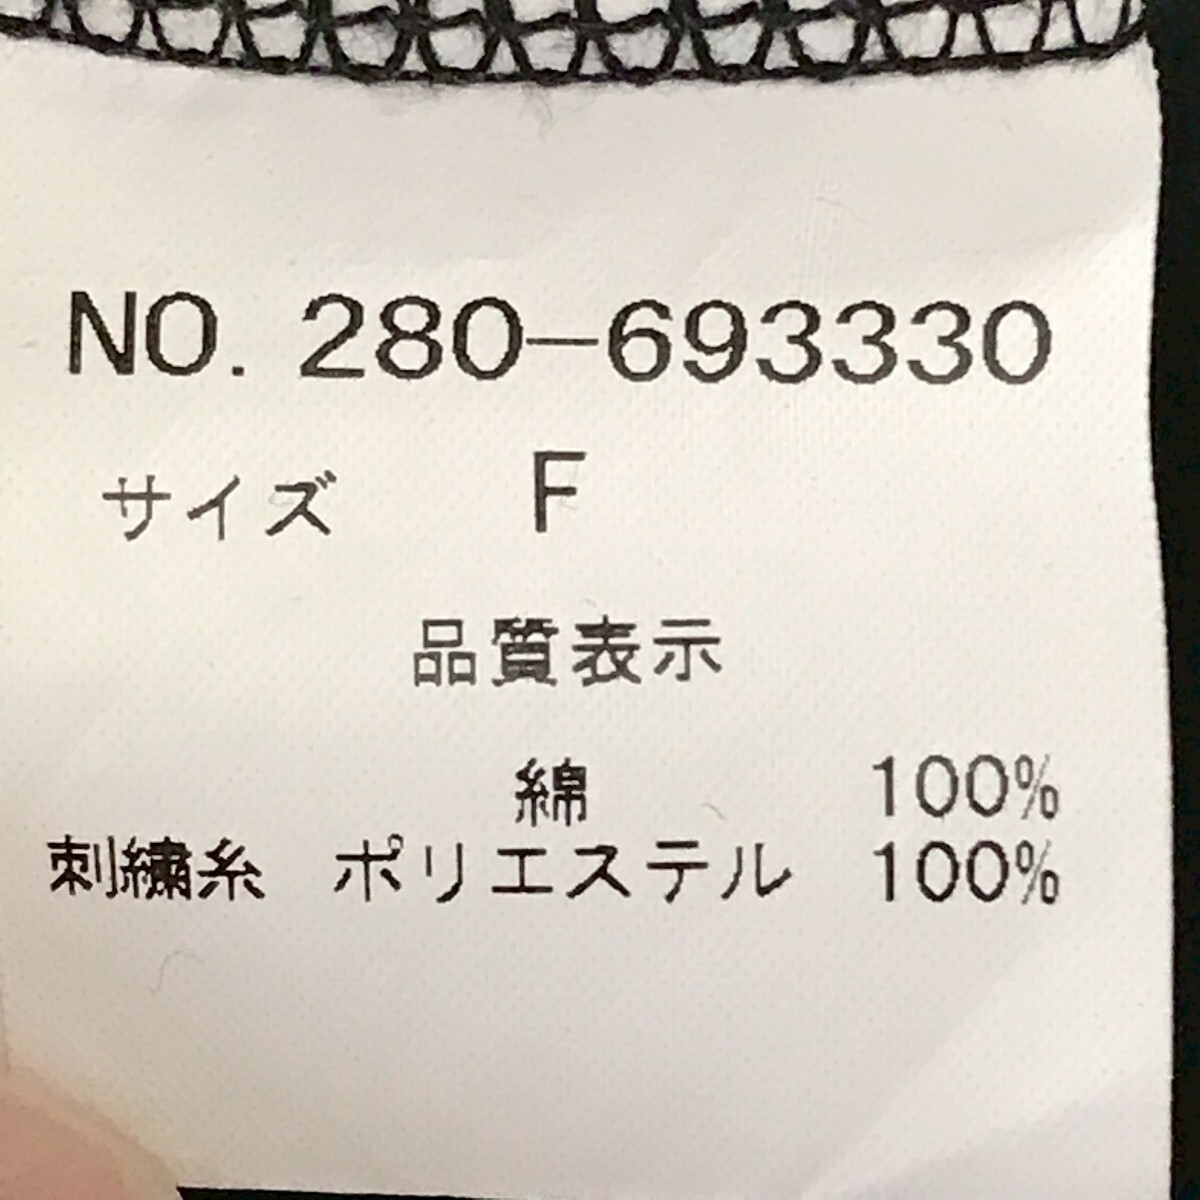 NO. 280-693330
サイズ F
品質表示
綿 100%
刺繍糸 ポリエステル 100%